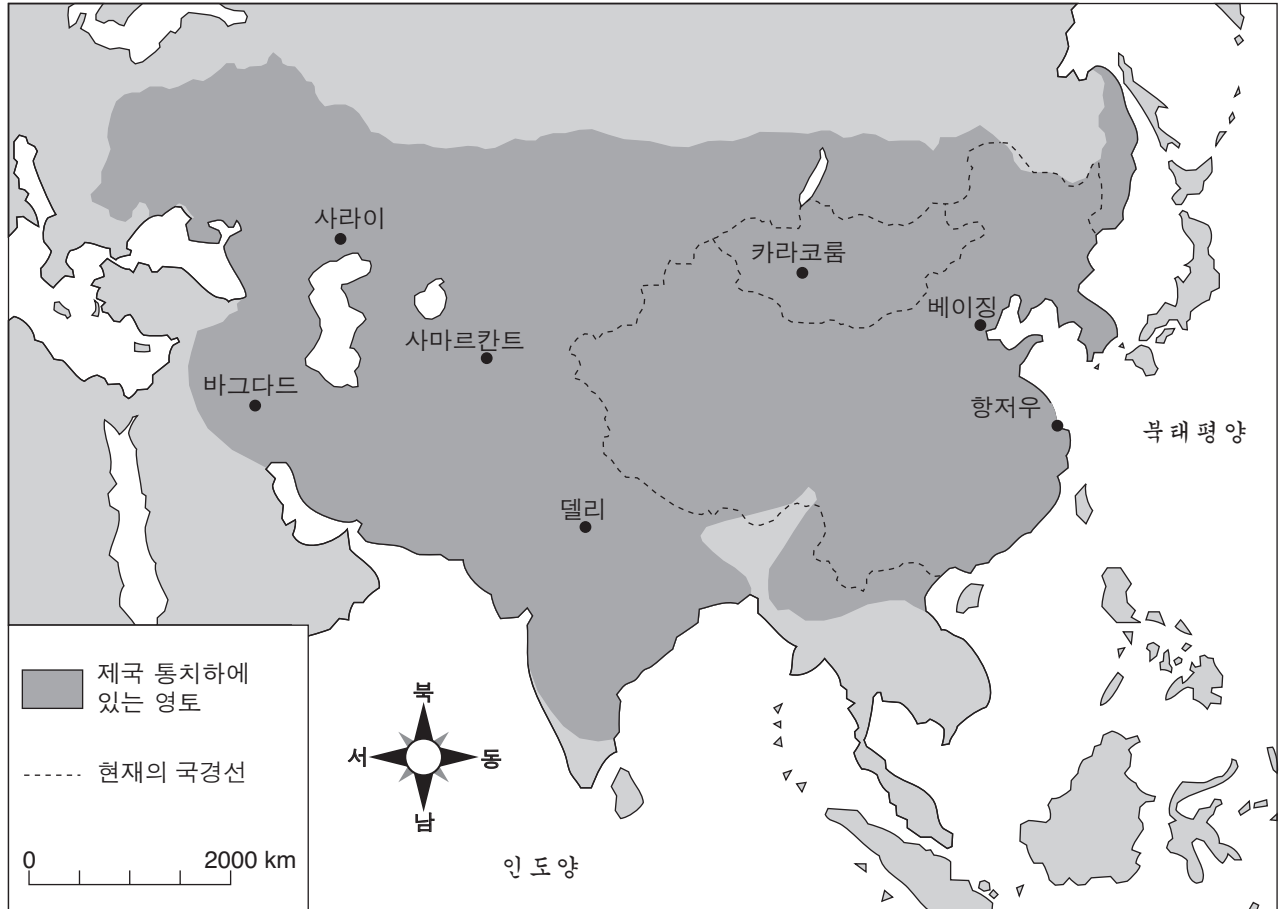 사라이
카라코룸
베이징
사마르칸트
바그다드
항저우
북태평양
델리
제국 통치하에
있는 영토
현재의 국경선
0 2000 km
북
서
동
남
인도양